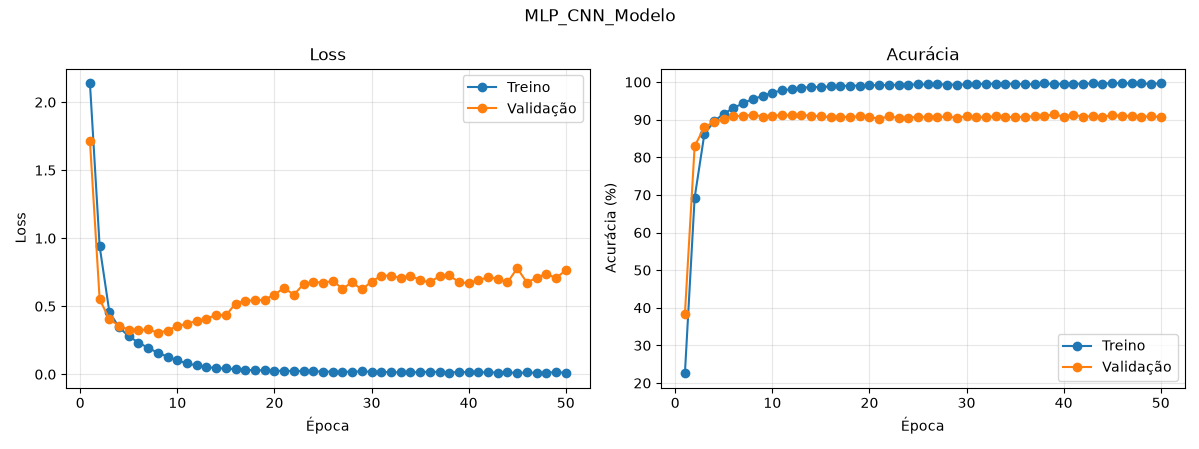 MLP_CNN_Modelo
Loss
2.0
1.5
1.0
0.5
0.0
Loss
0 10 20 30 40 50
Época
Treino
Validação
Acurácia
100
90
80
70
60
50
40
30
20
Acurácia (%)
0 10 20 30 40 50
Época
Treino
Validação